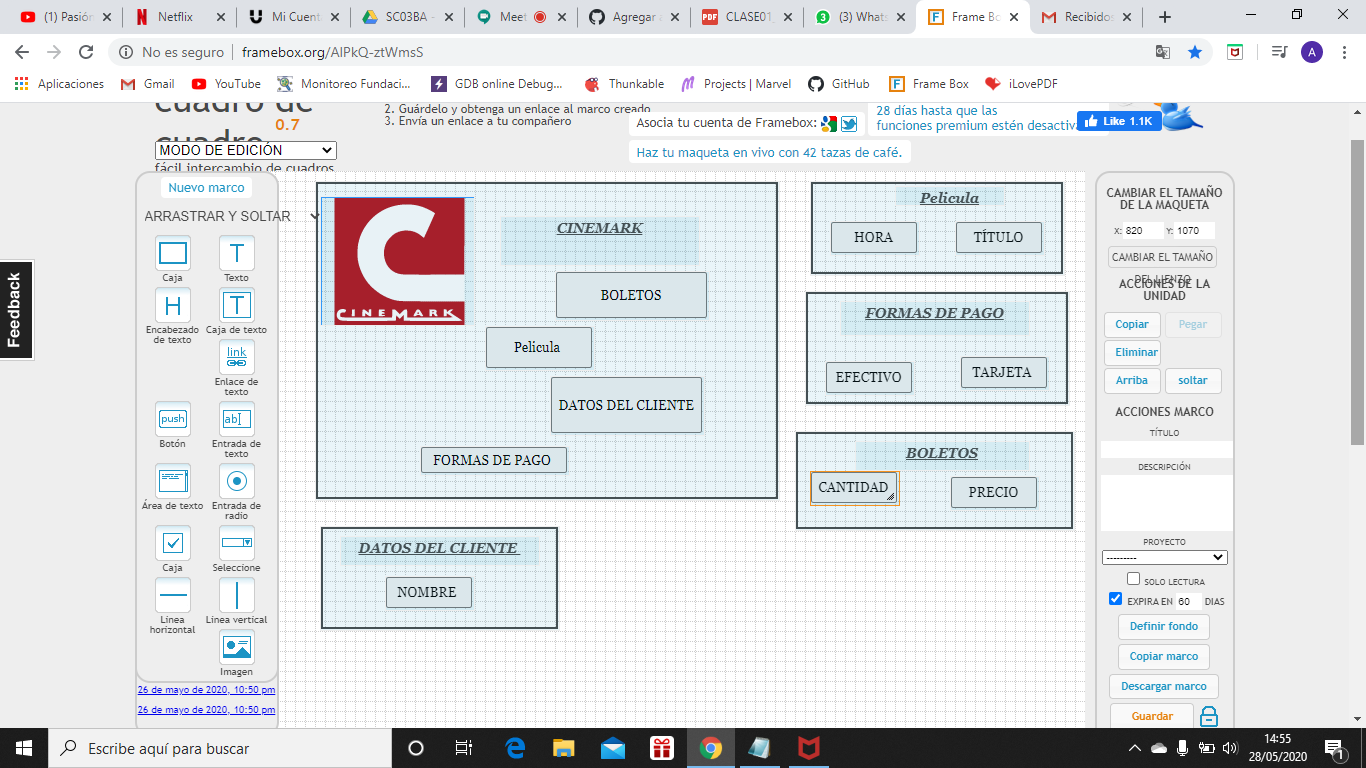 (1) Pasión
Netflix
Mi Cuent
SC03BA -
Meet
Agregar a
CLASE01_
(3) Whats
Frame Bo
Recibidos
No es seguro
framebox.org/AlPkQ-ztWmsS
A
Aplicaciones
Gmail
YouTube
Monitoreo Fundaci...
GDB online Debug...
Thunkable
Projects | Marvel
GitHub
Frame Box
iLovePDF
cuadro de
cuadro
0.7
2. Guárdelo y obtenga un enlace al marco creado
3. Envía un enlace a tu compañero
Asocia tu cuenta de Framebox:
28 días hasta que las
funciones premium estén desactiva
Like 1.1K
Haz tu maqueta en vivo con 42 tazas de café.
MODO DE EDICIÓN
fácil intercambio de cuadros
Nuevo marco
ARRASTRAR Y SOLTAR
Caja
Texto
Encabezado
de texto
Caja de texto
link
Enlace de
texto
push
Botón
ab
Entrada de
texto
Área de texto
Entrada de
radio
Caja
Seleccione
Línea
horizontal
Línea vertical
Imagen
26 de mayo de 2020, 10:50 pm
26 de mayo de 2020, 10:50 pm
Feedback
CINEMARK
CINEMARK
BOLETOS
Pelicula
DATOS DEL CLIENTE
FORMAS DE PAGO
Pelicula
HORA
TÍTULO
FORMAS DE PAGO
EFECTIVO
TARJETA
BOLETOS
CANTIDAD
PRECIO
DATOS DEL CLIENTE
NOMBRE
CAMBIAR EL TAMAÑO
DE LA MAQUETA
X: 820 Y: 1070
CAMBIAR EL TAMAÑO
DEL LIENZO
ACCIONES DE LA
UNIDAD
Copiar
Pegar
Eliminar
Arriba
soltar
ACCIONES MARCO
TÍTULO
DESCRIPCIÓN
PROYECTO
---------
SOLO LECTURA
EXPIRA EN 60 DIAS
Definir fondo
Copiar marco
Descargar marco
Guardar
Escribe aquí para buscar
14:55
28/05/2020
1